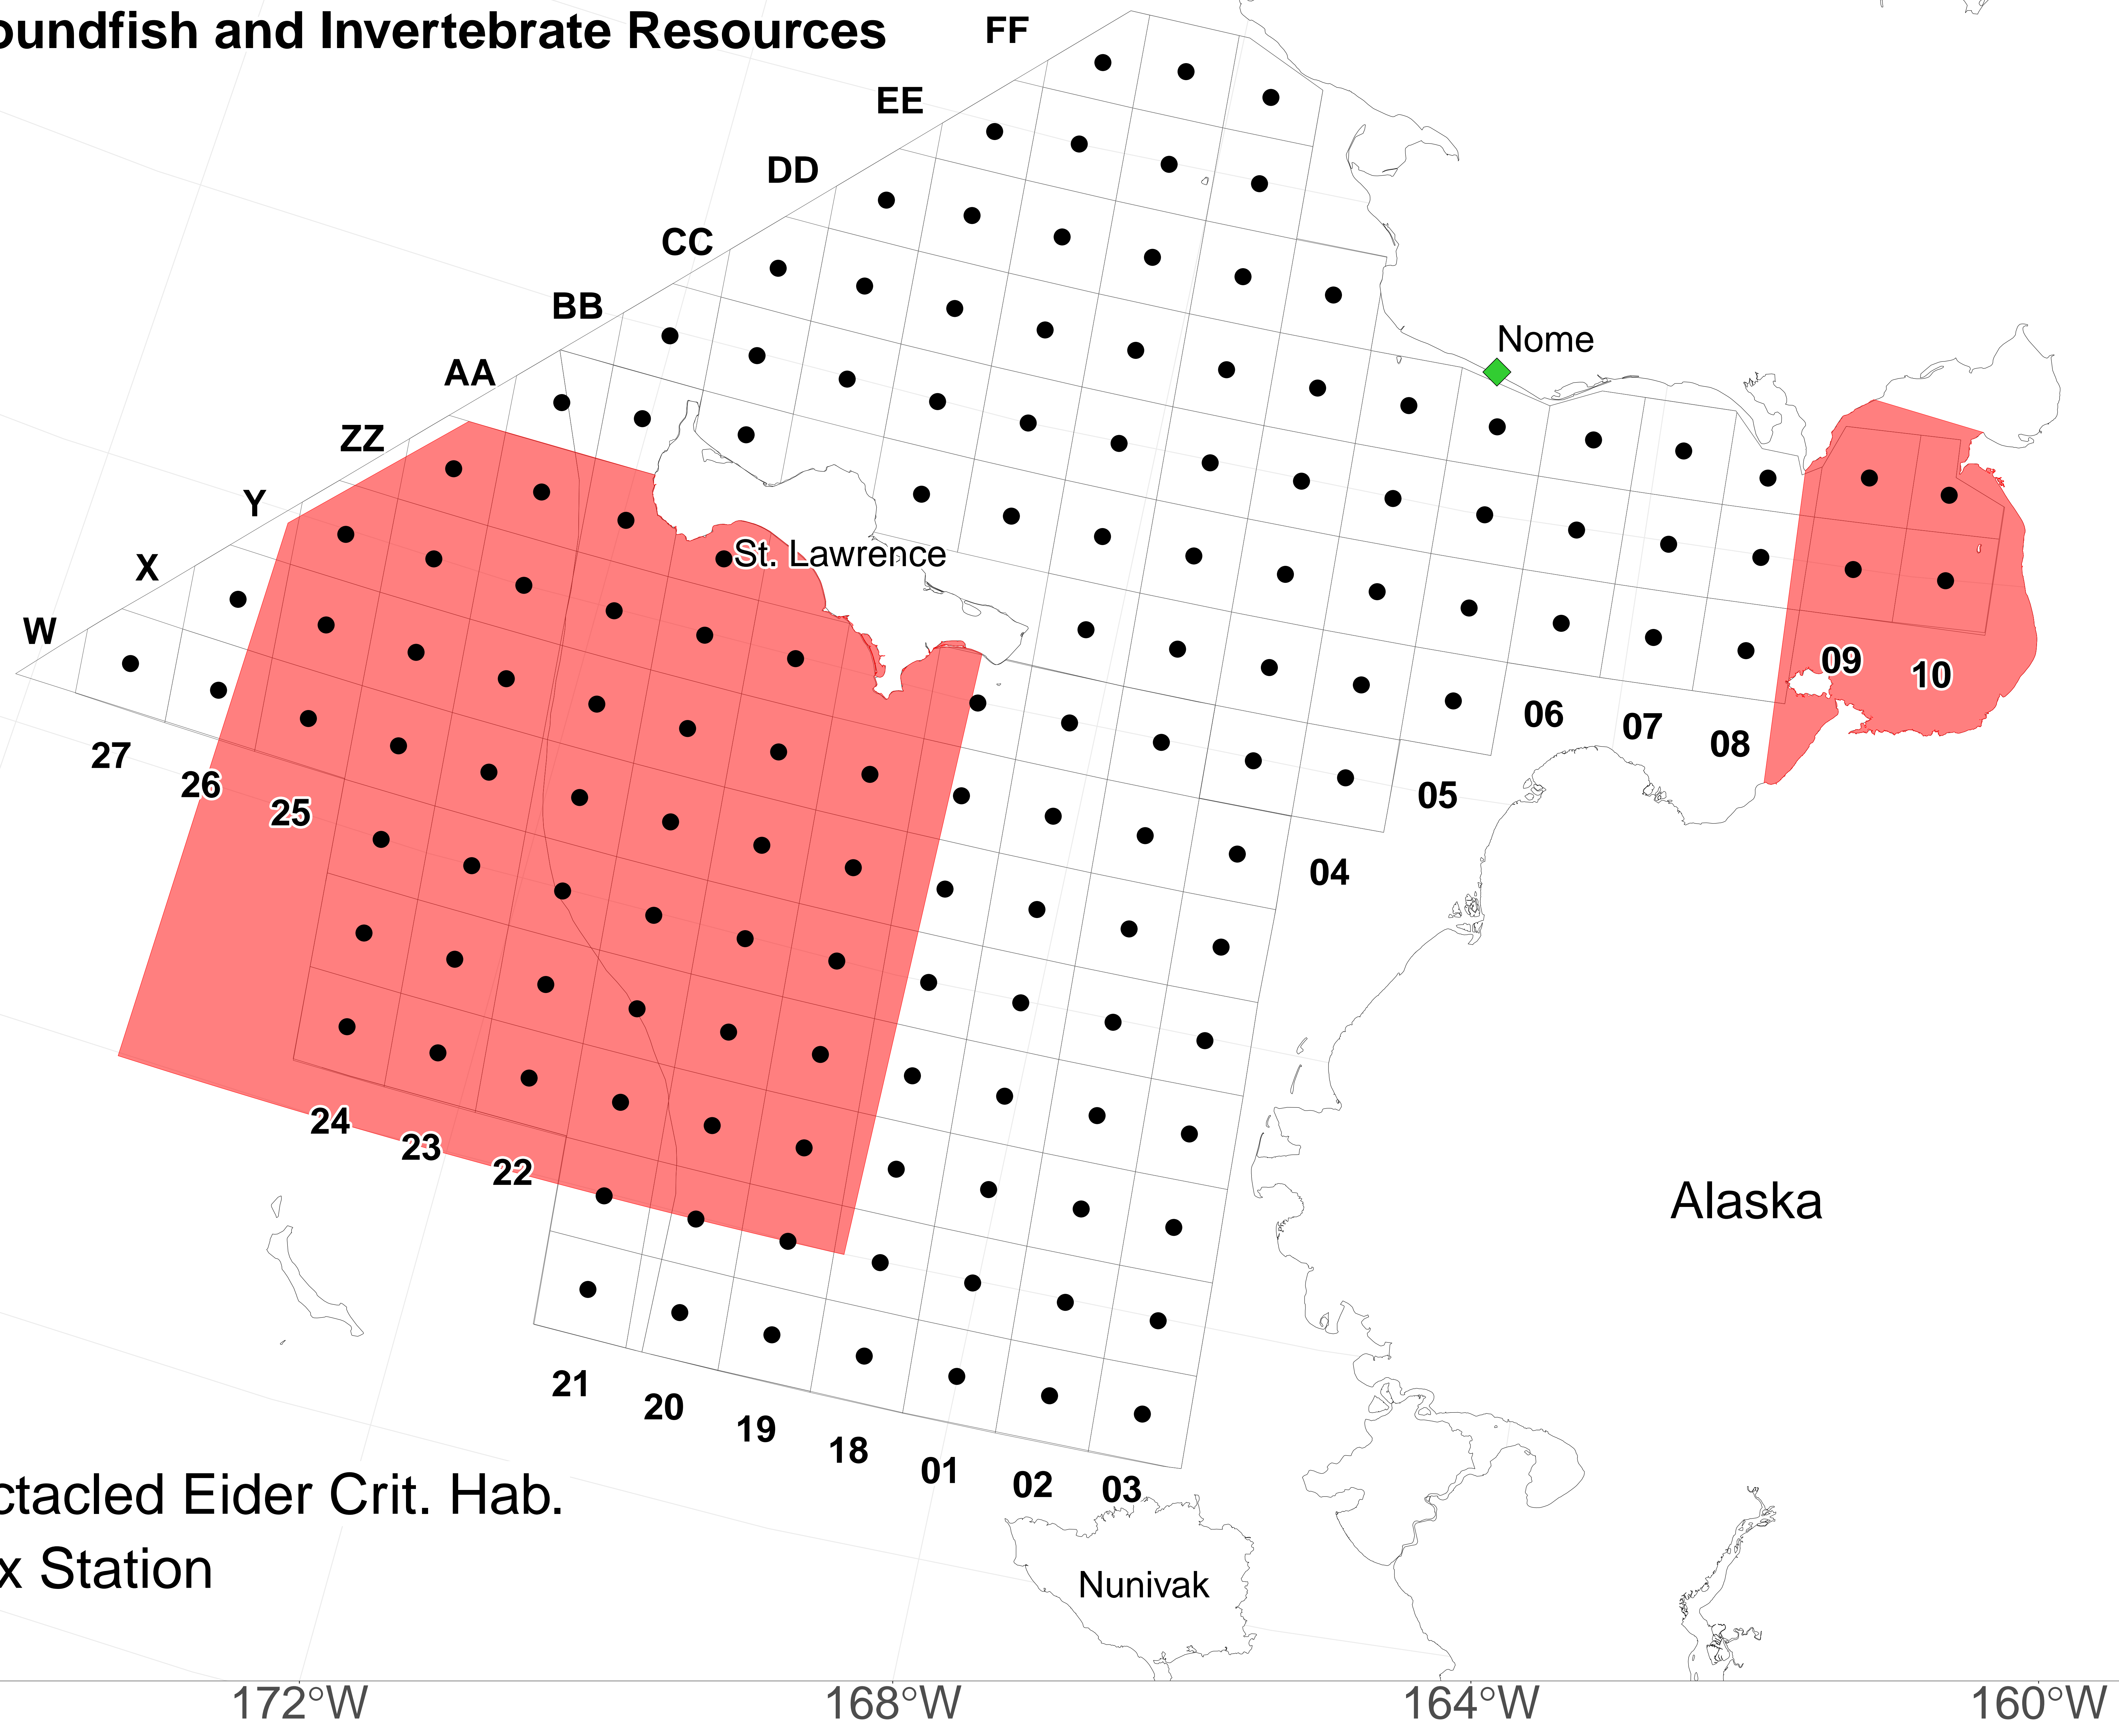 oundfish and Invertebrate Resources
FF
EE
DD
CC
BB
AA
ZZ
Y
X
W
Nome
St. Lawrence
09
10
06
07
08
05
04
27
26
25
24
23
22
21
20
19
18
01
02
03
Alaska
Nunivak
ctacled Eider Crit. Hab.
x Station
172°W
168°W
164°W
160°W